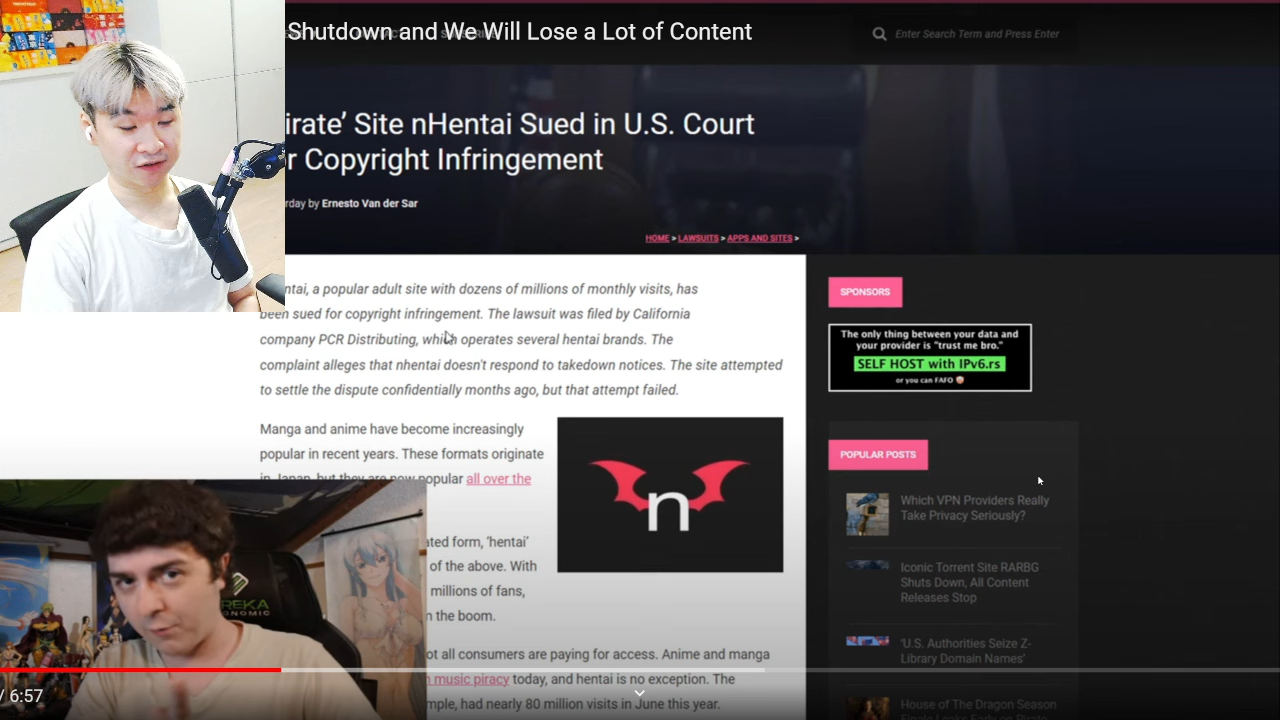 Shutdown and We Will Lose a Lot of Content
Enter Search Term and Press Enter
irate’ Site nHentai Sued in U.S. Court
r Copyright Infringement
rday by Ernesto Van der Sar
HOME > LAWSUITS > APPS AND SITES >
ntai, a popular adult site with dozens of millions of monthly visits, has
been sued for copyright infringement. The lawsuit was filed by California
company PCR Distributing, which operates several hentai brands. The
complaint alleges that nhentai doesn't respond to takedown notices. The site attempted
to settle the dispute confidentially months ago, but that attempt failed.
Manga and anime have become increasingly
popular in recent years. These formats originate
in Japan, but they are now popular all over the
ated form, ‘hentai’
of the above. With
millions of fans,
n the boom.
ot all consumers are paying for access. Anime and manga
n music piracy today, and hentai is no exception. The
mple, had nearly 80 million visits in June this year.
n
SPONSORS
The only thing between your data and
your provider is "trust me bro."
SELF HOST with IPv6.rs
or you can FAFO
POPULAR POSTS
Which VPN Providers Really
Take Privacy Seriously?
Iconic Torrent Site RARBG
Shuts Down, All Content
Releases Stop
‘U.S. Authorities Seize Z-
Library Domain Names’
House of The Dragon Season
REKA
ONOMIC
/ 6:57